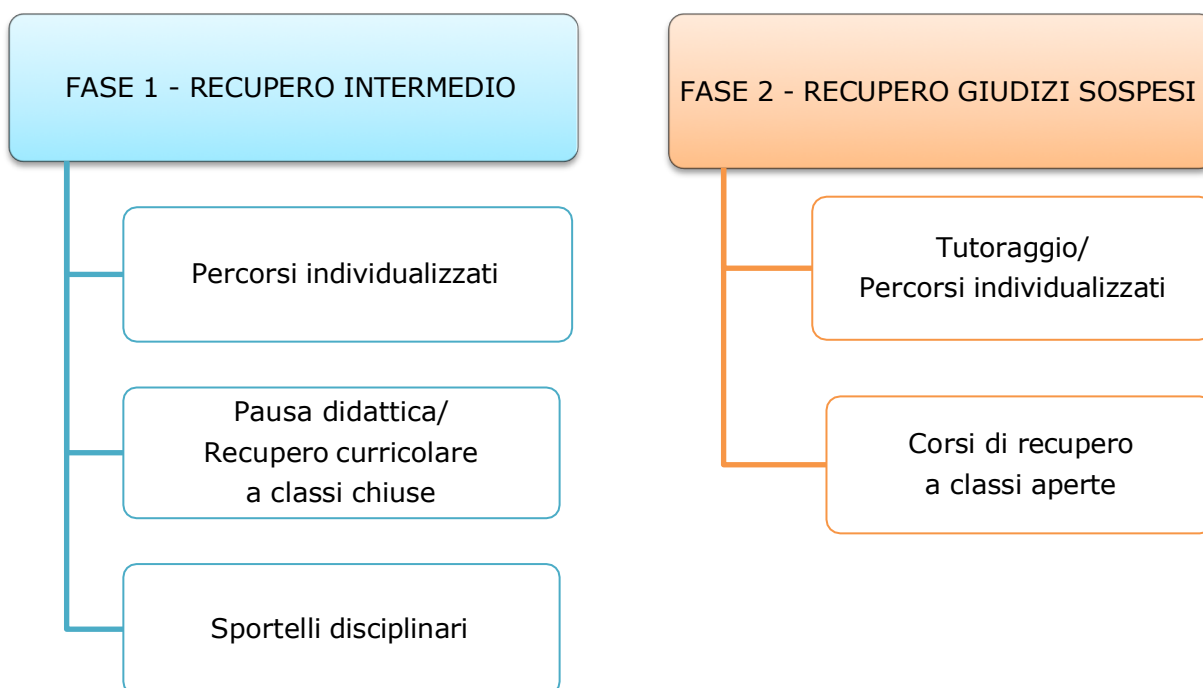 FASE 1 - RECUPERO INTERMEDIO
Percorsi individualizzati
Pausa didattica/
Recupero curricolare
a classi chiuse
Sportelli disciplinari
FASE 2 - RECUPERO GIUDIZI SOSPESI
Tutoraggio/
Percorsi individualizzati
Corsi di recupero
a classi aperte